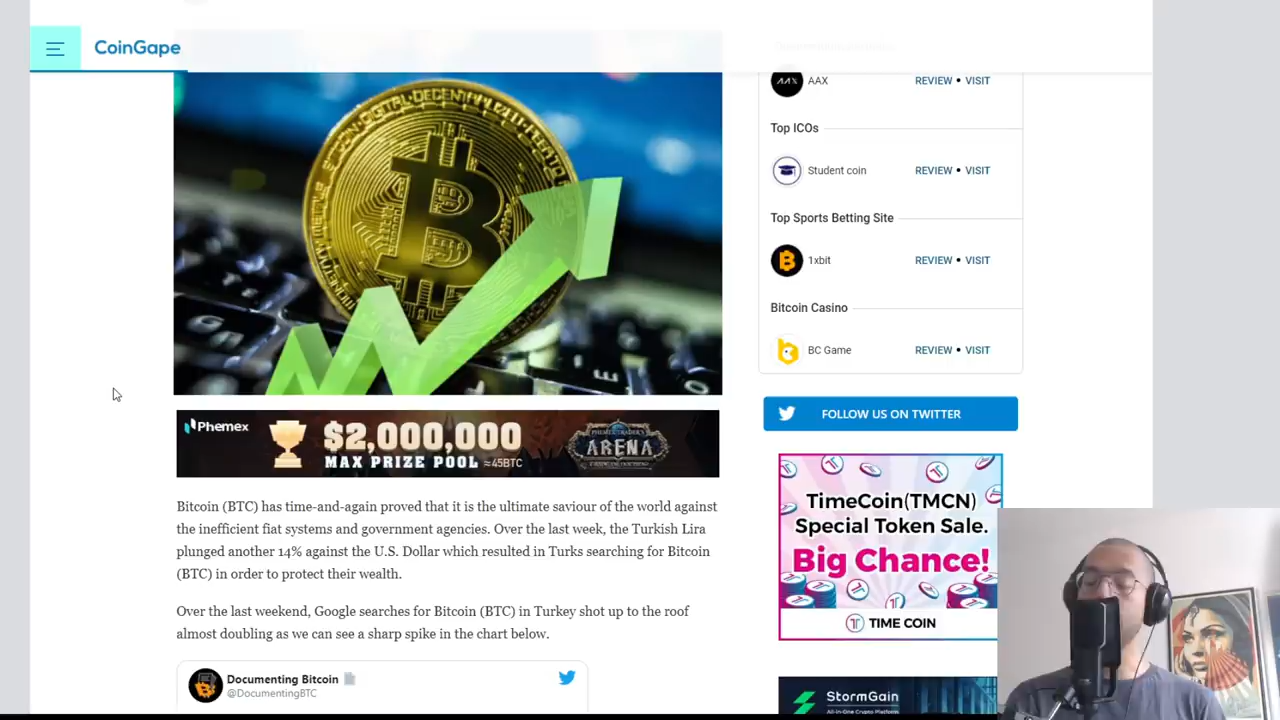 CoinGape
AAX
REVIEW • VISIT
Top ICOs
Student coin
REVIEW • VISIT
Top Sports Betting Site
1xbit
REVIEW • VISIT
Bitcoin Casino
BC Game
REVIEW • VISIT
FOLLOW US ON TWITTER
Phemex
$2,000,000
MAX PRIZE POOL ≈45BTC
ARENA
Bitcoin (BTC) has time-and-again proved that it is the ultimate saviour of the world against
the inefficient fiat systems and government agencies. Over the last week, the Turkish Lira
plunged another 14% against the U.S. Dollar which resulted in Turks searching for Bitcoin
(BTC) in order to protect their wealth.
Over the last weekend, Google searches for Bitcoin (BTC) in Turkey shot up to the roof
almost doubling as we can see a sharp spike in the chart below.
Documenting Bitcoin
@DocumentingBTC
TimeCoin(TMCN)
Special Token Sale.
Big Chance!
TIME COIN
StormGain
All-in-One Crypto Platform